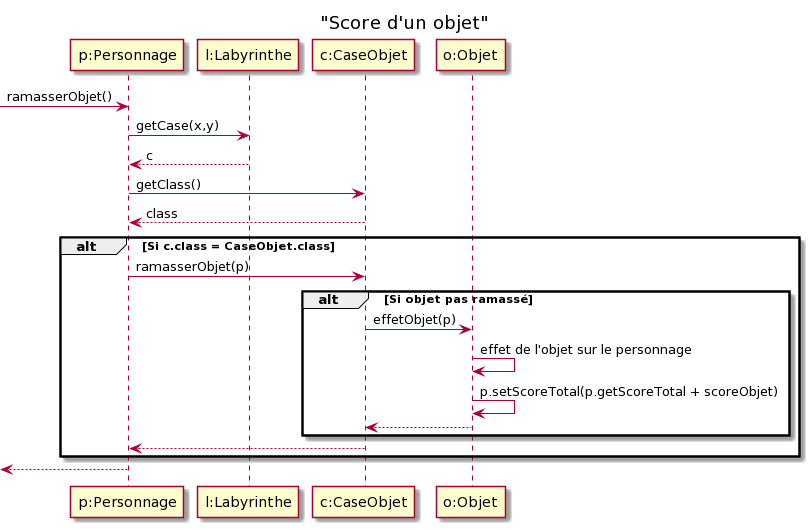 "Score d'un objet"
p:Personnage l:Labyrinthe c:CaseObjet o:Objet
ramasserObjet()
getCase(x,y)
c
getClass()
class
alt [Si c.class = CaseObjet.class]
ramasserObjet(p)
alt [Si objet pas ramassé]
effetObjet(p)
effet de l'objet sur le personnage
p.setScoreTotal(p.getScoreTotal + scoreObjet)
p:Personnage l:Labyrinthe c:CaseObjet o:Objet